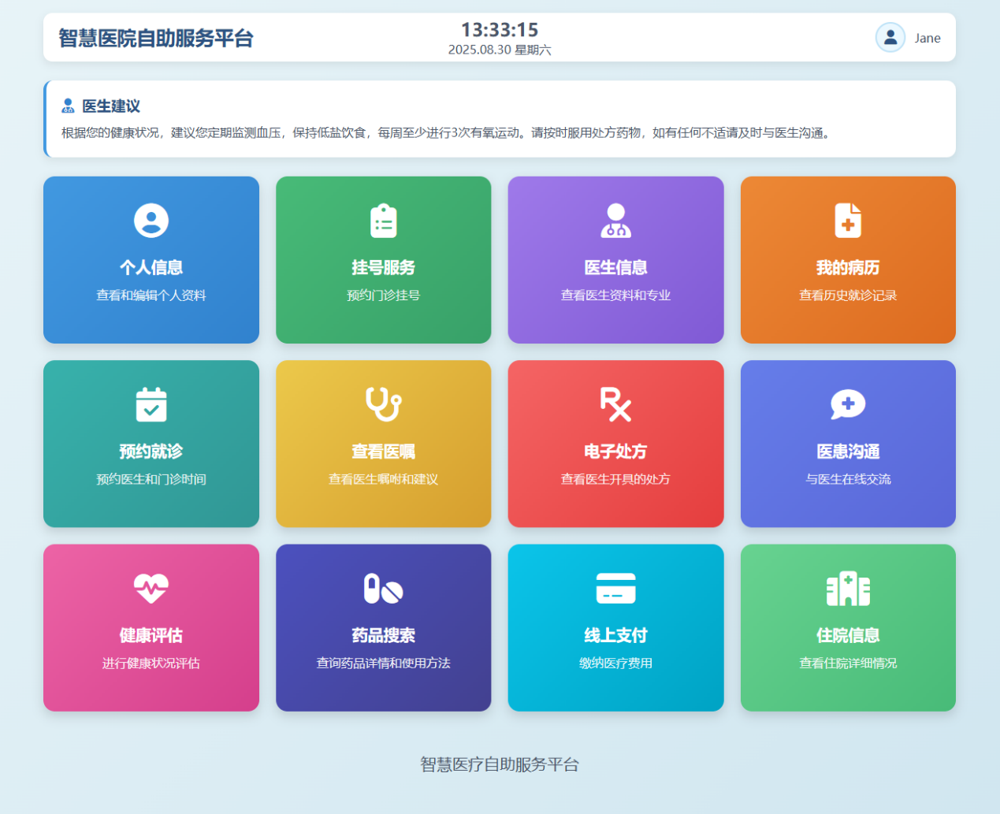 智慧医院自助服务平台
13:33:15
2025.08.30 星期六
Jane
医生建议
根据您的健康状况，建议您定期监测血压，保持低盐饮食，每周至少进行3次有氧运动。请按时服用处方药物，如有任何不适请及时与医生沟通。
个人信息
查看和编辑个人资料
挂号服务
预约门诊挂号
医生信息
查看医生资料和专业
我的病历
查看历史就诊记录
预约就诊
预约医生和门诊时间
查看医嘱
查看医生嘱咐和建议
电子处方
查看医生开具的处方
医患沟通
与医生在线交流
健康评估
进行健康状况评估
药品搜索
查询药品详情和使用方法
线上支付
缴纳医疗费用
住院信息
查看住院详细情况
智慧医疗自助服务平台